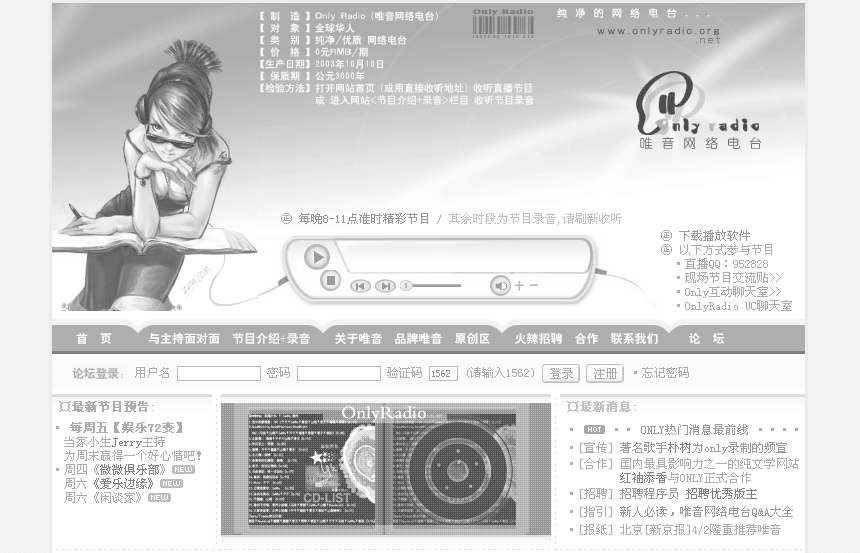 【 制　造 】Only Radio (唯音网络电台)
【 对　象 】全球华人
【 类　别 】纯净/优质 网络电台
【 价　格 】0元RMB/期
【生产日期】2003年10月10日
【 保质期 】公元3000年
【检验方法】打开网站首页 (或用直接收听地址) 收听直播节目
或 进入网站<节目介绍+录音>栏目 收听节目录音
Only Radio
纯净的网络电台...
www.onlyradio.org
.net
Only radio
唯音网络电台
㊣ 每晚8-11点准时精彩节目 / 其余时段为节目录音,请刷新收听
㊣ 下载播放软件
㊣ 以下方式参与节目
▪直播QQ：952828
▪现场节目交流贴>>
▪Only互动聊天室>>
▪OnlyRadio UC聊天室
首 页 与主持面对面 节目介绍+录音 关于唯音 品牌唯音 原创区 火辣招聘 合作 联系我们 论 坛
论坛登录: 用户名 密码 验证码 1562 (请输入1562) 登录 注册 ▪忘记密码
最新节目预告:
▪ 每周五【娱乐72变】
当家小生Jerry主持
为周末赢得一个好心情吧!
▪周四《微微俱乐部》NEW
周六《爱乐边缘》NEW
周六《闲谈家》NEW
OnlyRadio
CD-LIST
最新消息:
▪ HOT ▪ ▪ ONLY热门消息最前线 ▪ ▪ ▪ ▪
▪[宣传] 著名歌手朴树为only录制的频宣
▪[合作] 国内最具影响力之一的纯文学网站
红袖添香与ONLY正式合作
▪[招聘] 招聘程序员 招聘优秀版主
▪[指引] 新人必读，唯音网络电台Q&A大全
▪[报纸] 北京[新京报]4/2隆重推荐唯音